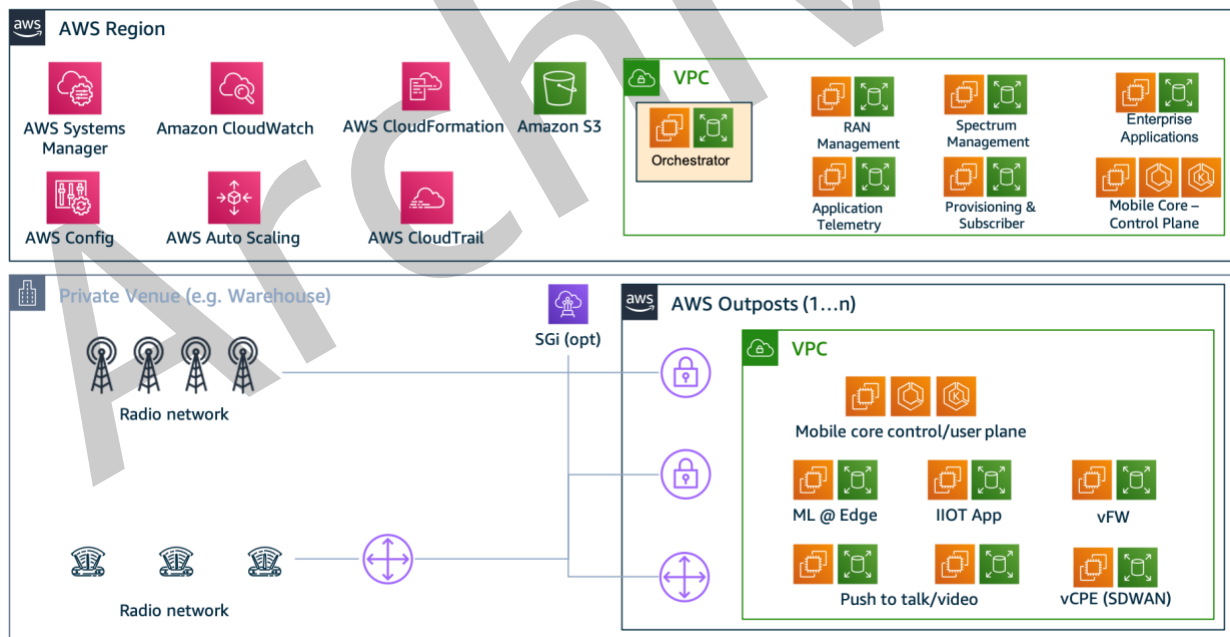 aws
AWS Region
AWS Systems
Manager
Amazon CloudWatch
AWS CloudFormation
Amazon S3
AWS Config
AWS Auto Scaling
AWS CloudTrail
VPC
Orchestrator
RAN
Management
Spectrum
Management
Enterprise
Applications
Application
Telemetry
Provisioning &
Subscriber
Mobile Core –
Control Plane
Private Venue (e.g. Warehouse)
Radio network
Radio network
SGi (opt)
aws
AWS Outposts (1…n)
VPC
K
K
Mobile core control/user plane
ML @ Edge
IIOT App
vFW
Push to talk/video
vCPE (SDWAN)
Archiv